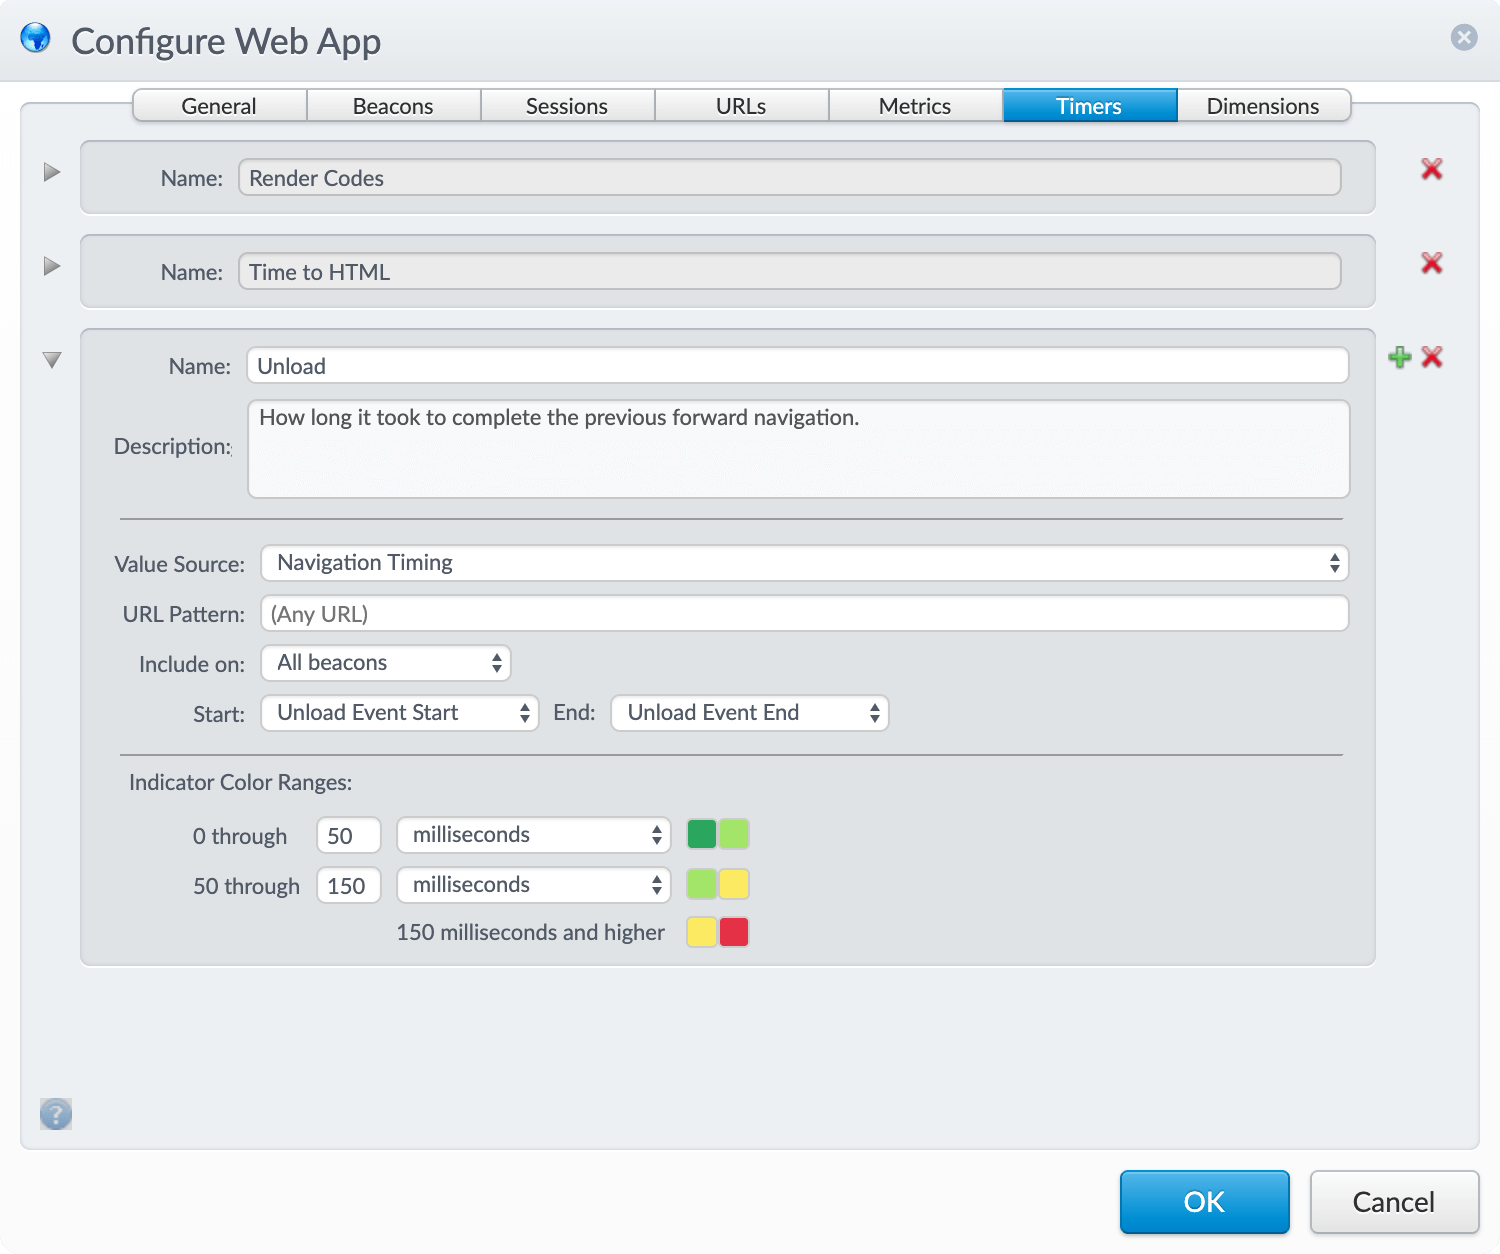 Configure Web App
General Beacons Sessions URLs Metrics Timers Dimensions
Name: Render Codes
Name: Time to HTML
Name: Unload
Description: How long it took to complete the previous forward navigation.
Value Source: Navigation Timing
URL Pattern: (Any URL)
Include on: All beacons
Start: Unload Event Start End: Unload Event End
Indicator Color Ranges:
0 through 50 milliseconds
50 through 150 milliseconds
150 milliseconds and higher
?
OK Cancel